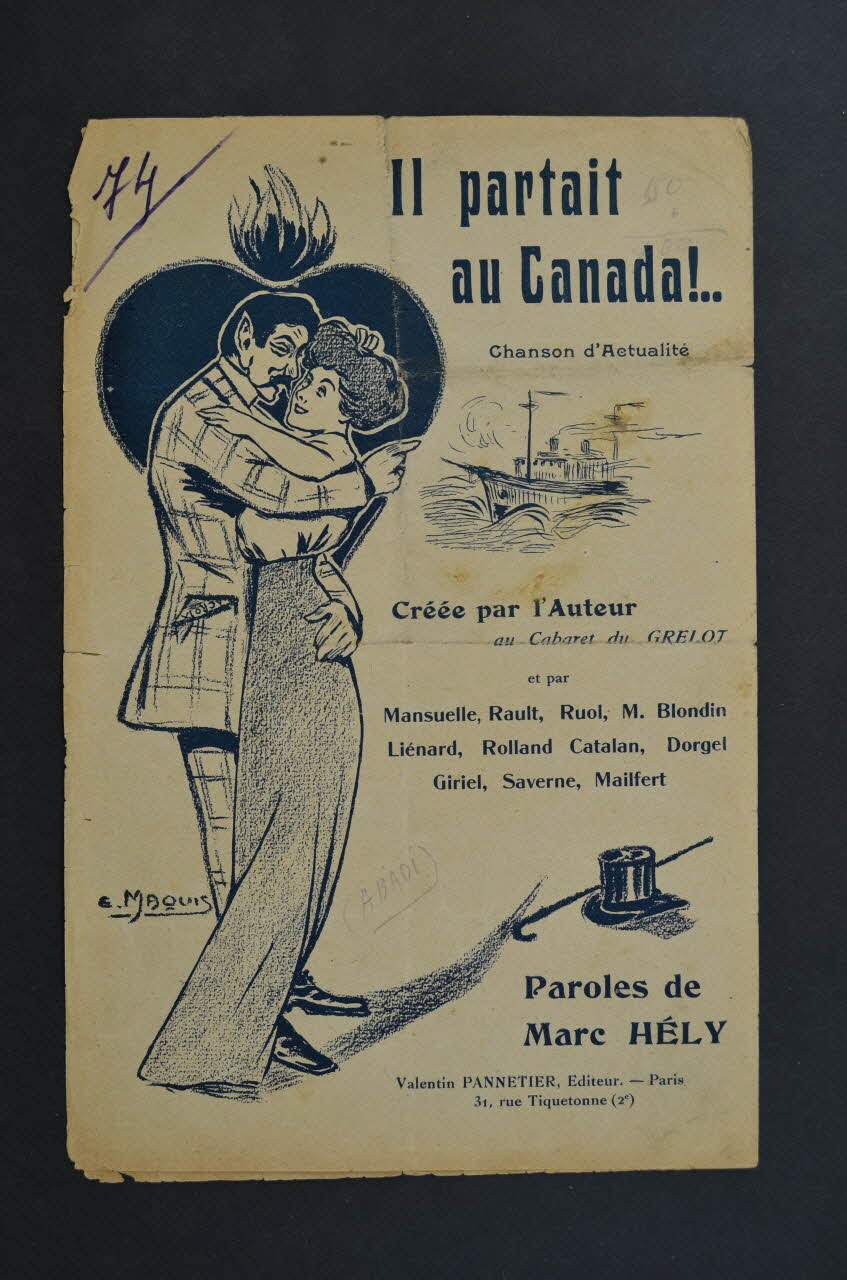 74
Il partait
au Canada!..
Chanson d'Actualité
Créée par l'Auteur
au Cabaret du GRELOT
et par
Mansuelle, Rault, Ruol, M. Blondin
Liénard, Rolland Catalan, Dorgel
Giriel, Saverne, Mailfert
(ABADI)
E. MAQUIS
Paroles de
Marc HÉLY
Valentin PANNETIER, Editeur. — Paris
31, rue Tiquetonne (2e)